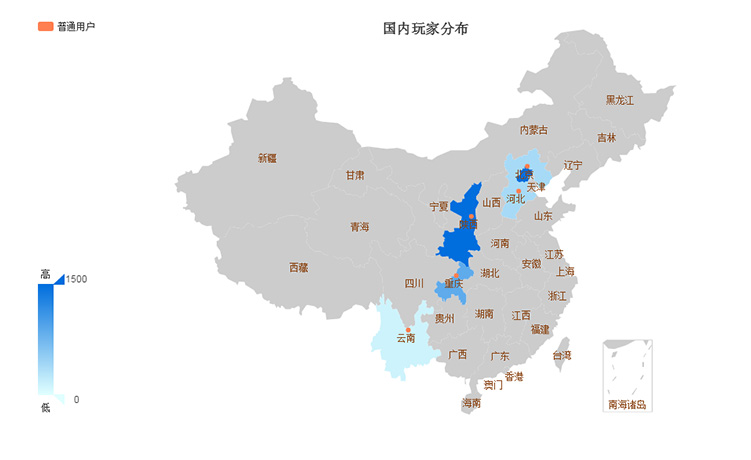 普通用户
国内玩家分布
黑龙江
内蒙古
吉林
新疆
辽宁
甘肃
北京
天津
河北
宁夏
山西
山东
陕西
青海
河南
江苏
安徽
上海
西藏
湖北
高
1500
四川
重庆
浙江
湖南
江西
贵州
福建
云南
广西
广东
台湾
香港
澳门
0
低
海南
南海诸岛